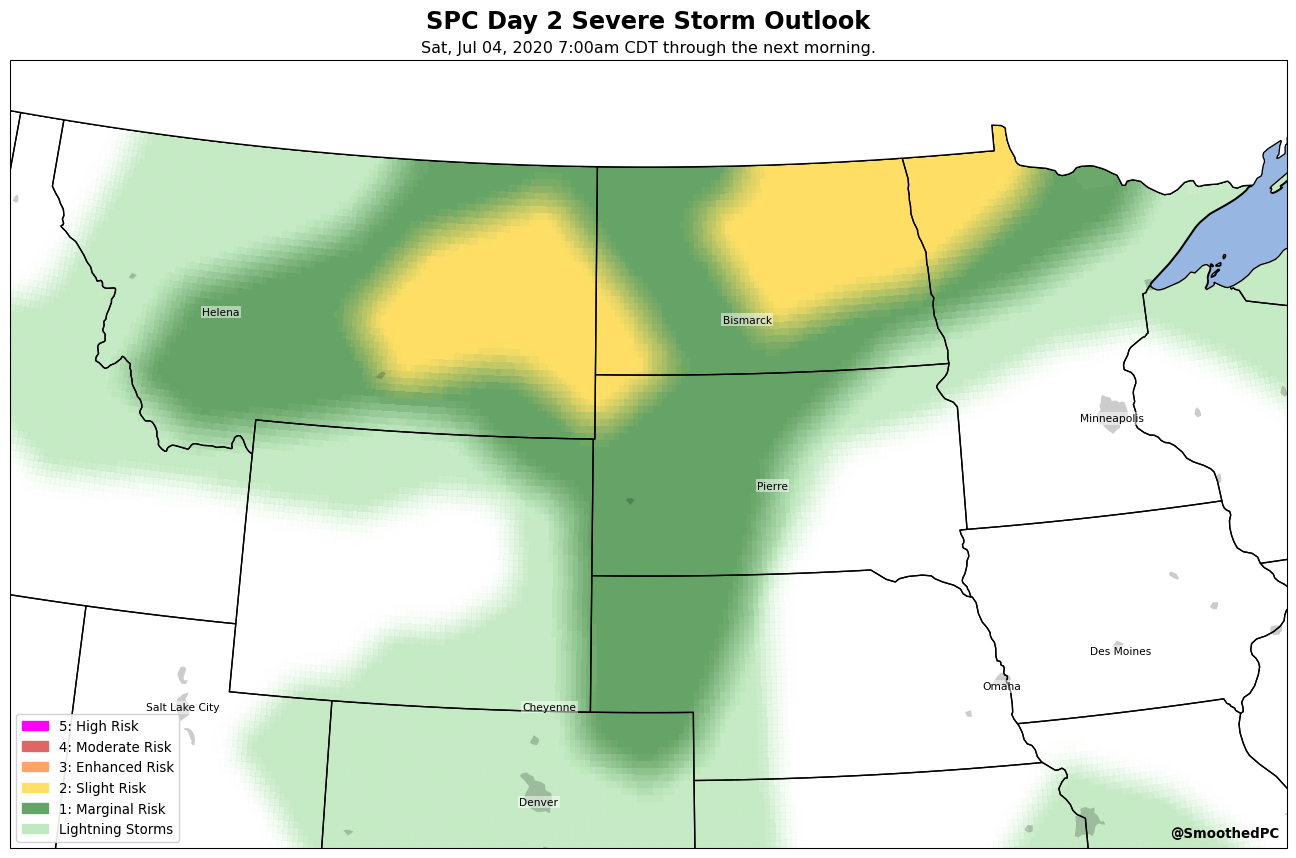 SPC Day 2 Severe Storm Outlook
Sat, Jul 04, 2020 7:00am CDT through the next morning.
Helena
Bismarck
Minneapolis
Pierre
Des Moines
Omaha
Salt Lake City
Cheyenne
Denver
5: High Risk
4: Moderate Risk
3: Enhanced Risk
2: Slight Risk
1: Marginal Risk
Lightning Storms
@SmoothedPC